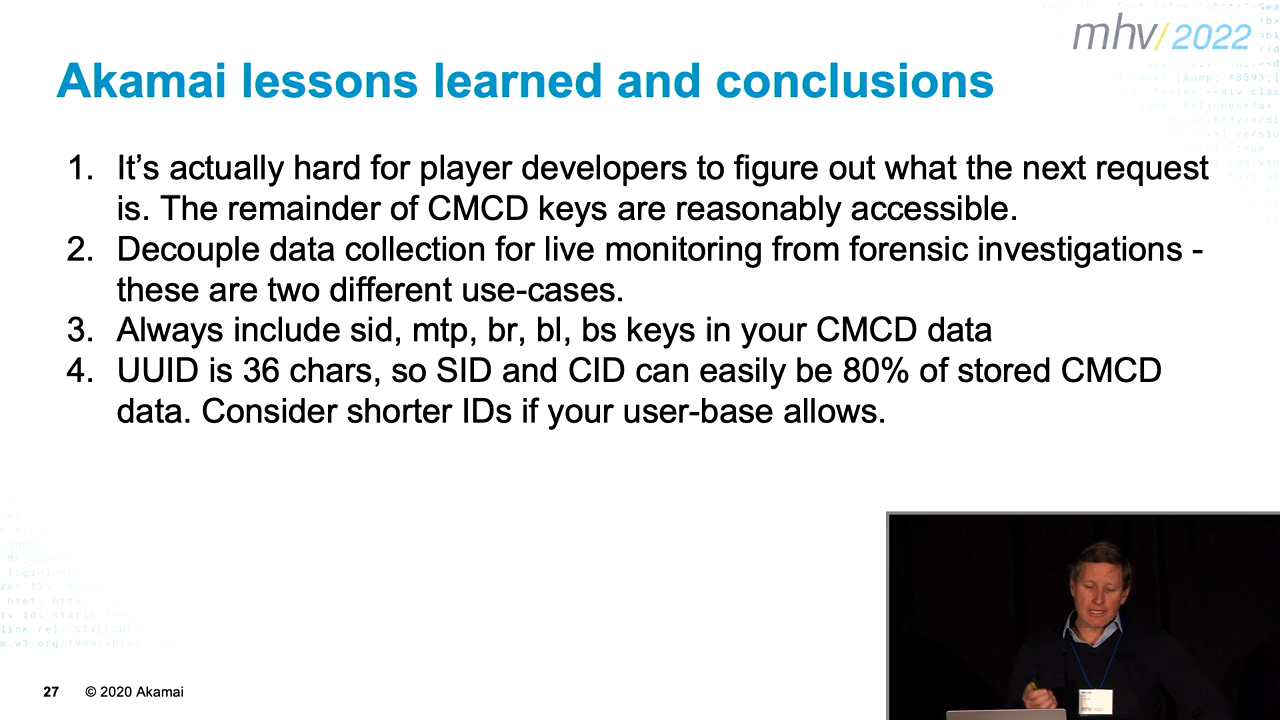 mhv/2022
Akamai lessons learned and conclusions
1. It’s actually hard for player developers to figure out what the next request
is. The remainder of CMCD keys are reasonably accessible.
2. Decouple data collection for live monitoring from forensic investigations -
these are two different use-cases.
3. Always include sid, mtp, br, bl, bs keys in your CMCD data
4. UUID is 36 chars, so SID and CID can easily be 80% of stored CMCD
data. Consider shorter IDs if your user-base allows.
27 © 2020 Akamai